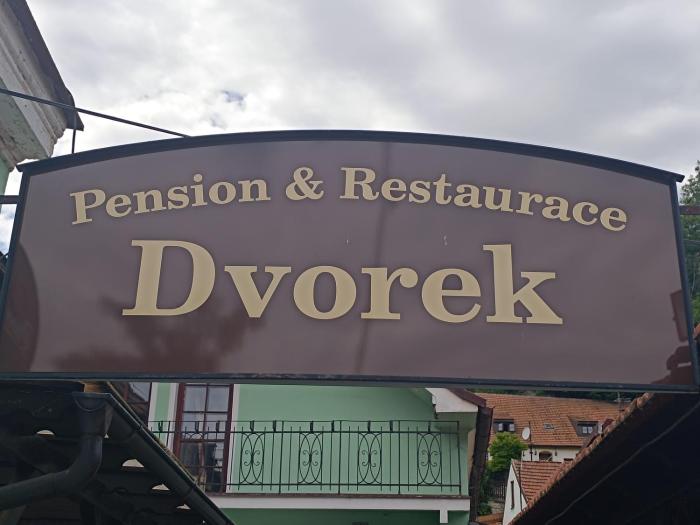 Pension & Restaurace
Dvorek